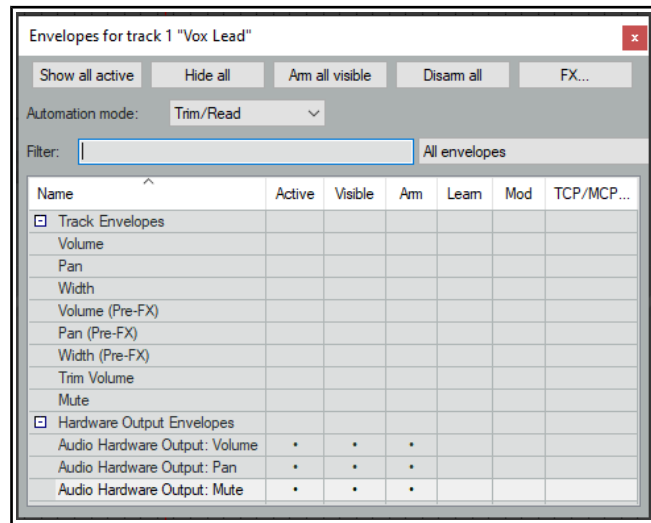 Envelopes for track 1 "Vox Lead"
x
Show all active Hide all Arm all visible Disarm all FX...
Automation mode: Trim/Read
Filter: All envelopes
Name Active Visible Arm Learn Mod TCP/MCP...
Track Envelopes
Volume
Pan
Width
Volume (Pre-FX)
Pan (Pre-FX)
Width (Pre-FX)
Trim Volume
Mute
Hardware Output Envelopes
Audio Hardware Output: Volume • • •
Audio Hardware Output: Pan • • •
Audio Hardware Output: Mute • • •